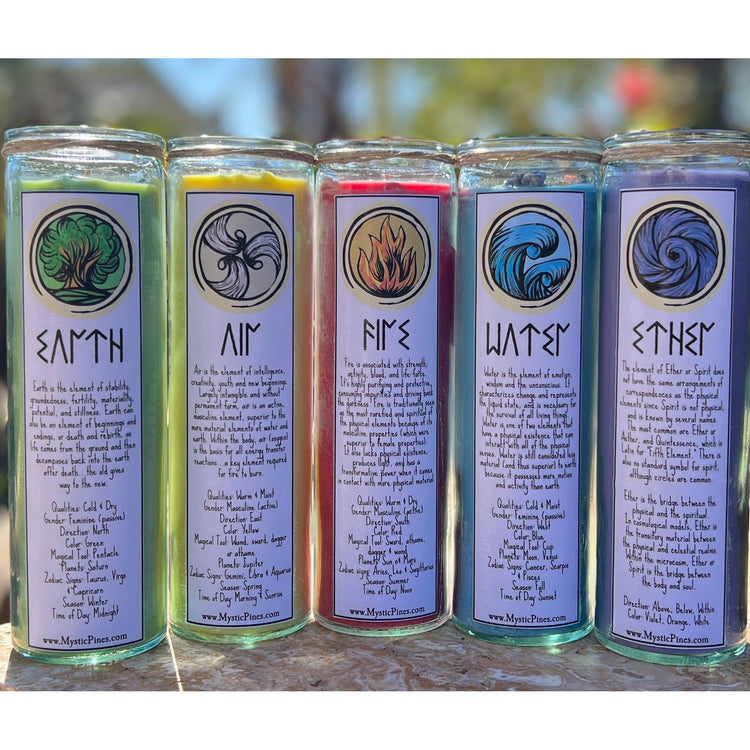 EARTH
Earth is the element of stability,
groundedness, fertility, materiality,
potential, and stillness. Earth can
also be an element of beginnings and
endings, or death and rebirth, as
life comes from the ground and then
decomposes back into the earth
after death....the old gives
way to the new.
Qualities: Cold & Dry
Gender: Feminine (passive)
Direction: North
Color: Green
Magical Tool: Pentacle
Planets: Saturn
Zodiac Signs: Taurus, Virgo
& Capricorn
Season: Winter
Time of Day: Midnight
www.MysticPines.com
AIR
Air is the element of intelligence,
creativity, youth and new beginnings.
Largely intangible and without
permanent form, air is an active,
masculine element, superior to the
more material elements of water and
earth. Within the body, air (oxygen)
is the basis for all energy transfer
reactions...a key element required
for fire to burn.
Qualities: Warm & Moist
Gender: Masculine (active)
Direction: East
Color: Yellow
Magical Tool: Wand, sword, dagger
or athame
Planets: Jupiter
Zodiac Signs: Gemini, Libra & Aquarius
Season: Spring
Time of Day: Morning & Sunrise
www.MysticPines.com
FIRE
Fire is associated with strength,
activity, blood, and life-force.
It's highly purifying and protective,
consuming impurities and driving back
the darkness. Fire is traditionally seen
as the most rarefied and spiritual of
the physical elements because of its
masculine properties (which were
superior to female properties).
It also lacks physical existence,
produces light, and has a
transformative power when it comes
in contact with more physical material.
Qualities: Warm & Dry
Gender: Masculine (active)
Direction: South
Color: Red
Magical Tool: Sword, athame,
dagger & wand
Planets: Sun & Mars
Zodiac signs: Aries, Leo & Sagittarius
Season: Summer
Time of Day: Noon
www.MysticPines.com
WATER
Water is the element of emotion,
wisdom and the unconscious. If
characterizes change and represents
the fluid state, and is necessary for
the survival of all living things.
Water is one of two elements that
have a physical existence that can
interact with all of the physical
senses. Water is still considered less
material (and thus superior) to earth
because it possesses more motion
and activity than earth.
Qualities: Cold & Moist
Gender: Feminine (passive)
Direction: West
Color: Blue
Magical Tool: Cup
Planets: Moon, Venus
Zodiac Signs: Cancer, Scorpio
& Pisces
Season: Fall
Time of Day: Sunset
www.MysticPines.com
ETHER
The element of Ether or Spirit does
not have the same arrangements of
correspondences as the physical
elements since Spirit is not physical,
and is known by several names.
The most common are Ether or
Aether, and Quintessence, which is
Latin for "Fifth Element." There is
also no standard symbol for spirit,
although circles are common.
Ether is the bridge between the
physical and the spiritual.
In cosmological models, Ether is
the transitory material between the
physical and celestial realms.
Within the microcosm, Ether or
Spirit is the bridge between
the body and soul.
Direction: Above, Below, Within
Color: Violet, Orange, White
www.MysticPines.com